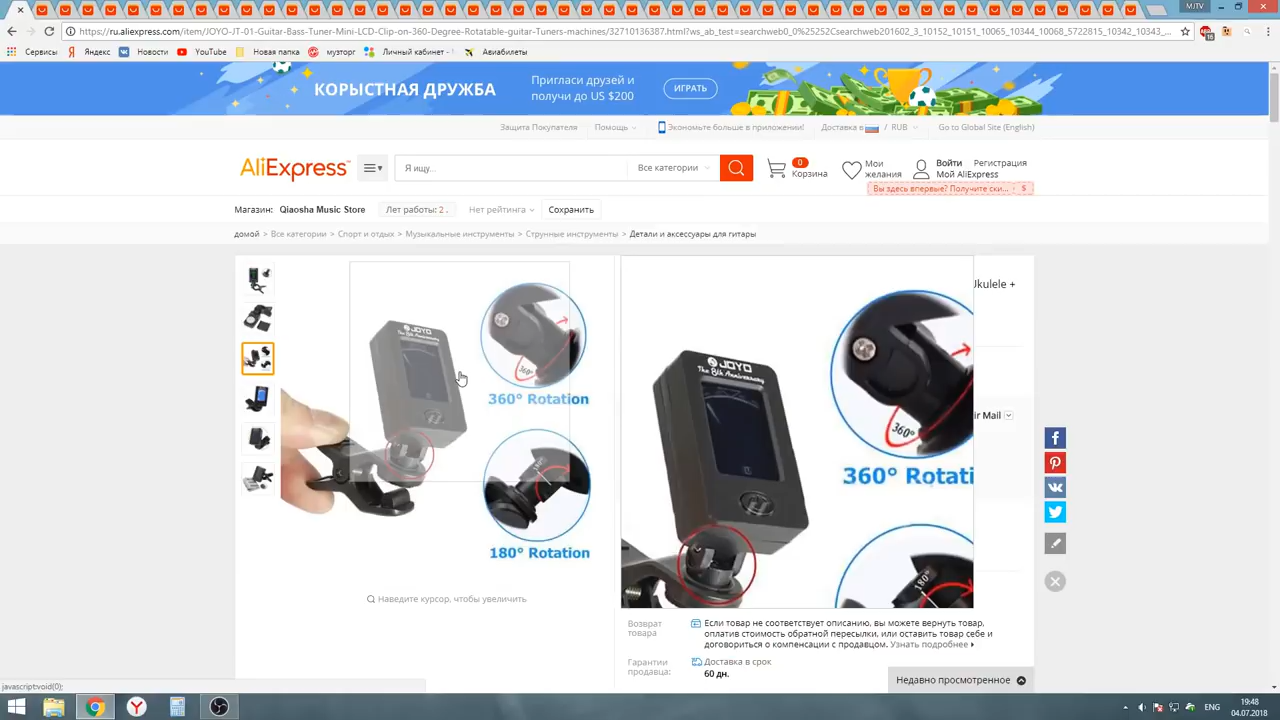 MJTV
https://ru.aliexpress.com/item/JOYO-JT-01-Guitar-Bass-Tuner-Mini-LCD-Clip-on-360-Degree-Rotatable-guitar-Tuners-machines/32710136387.html?ws_ab_test=searchweb0_0%25252Csearchweb201602_3_10152_10151_10065_10344_10068_5722815_10342_10343_...
Сервисы
Яндекс
Новости
YouTube
Новая папка
музторг
Личный кабинет -
Авиабилеты
КОРЫСТНАЯ ДРУЖБА
Пригласи друзей и
получи до US $200
ИГРАТЬ
Защита Покупателя
Помощь
Экономьте больше в приложении!
Доставка в / RUB
Go to Global Site (English)
AliExpress™
Я ищу...
Все категории
0
Корзина
Мои
желания
Войти
Регистрация
Мой AliExpress
Вы здесь впервые? Получите ски... $
Магазин: Qiaosha Music Store
Лет работы: 2 .
Нет рейтинга
Сохранить
домой > Все категории > Спорт и отдых > Музыкальные инструменты > Струнные инструменты > Детали и аксессуары для гитары
JOYO
The 8th Anniversary
360°
360° Rotation
180°
180° Rotation
Наведите курсор, чтобы увеличить
JOYO
The 8th Anniversary
360°
360° Rotati
180°
Ukulele +
ir Mail
Возврат
товара
Если товар не соответствует описанию, вы можете вернуть товар,
оплатив стоимость обратной пересылки, или оставить товар себе и
договориться о компенсации с продавцом. Узнать подробнее
Гарантии
продавца:
Доставка в срок
60 дн.
Недавно просмотренное
javascript:void(0);
ENG
19:48
04.07.2018